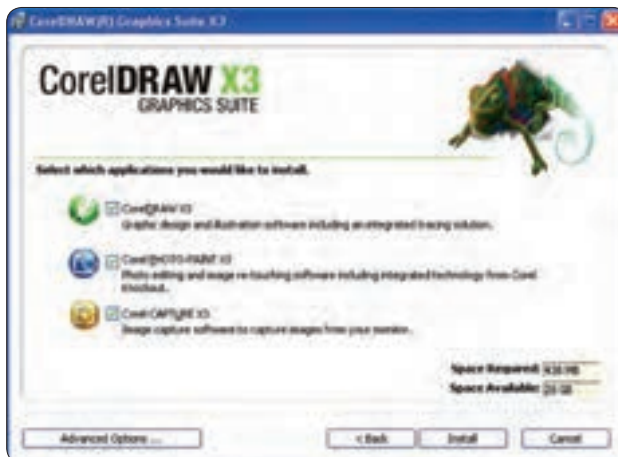 CorelDRAW(R) Graphics Suite X3
CorelDRAW X3
GRAPHICS SUITE
Select which applications you would like to install.
CorelDRAW X3
Graphic design and illustration software including an integrated tracing solution.
Corel PHOTO-PAINT X3
Photo editing and image re-touching software including integrated technology from Corel
Knockout.
Corel CAPTURE X3
Image capture software to capture images from your monitor.
Space Required:
Space Available:
Advanced Options ...
< Back
Install
Cancel